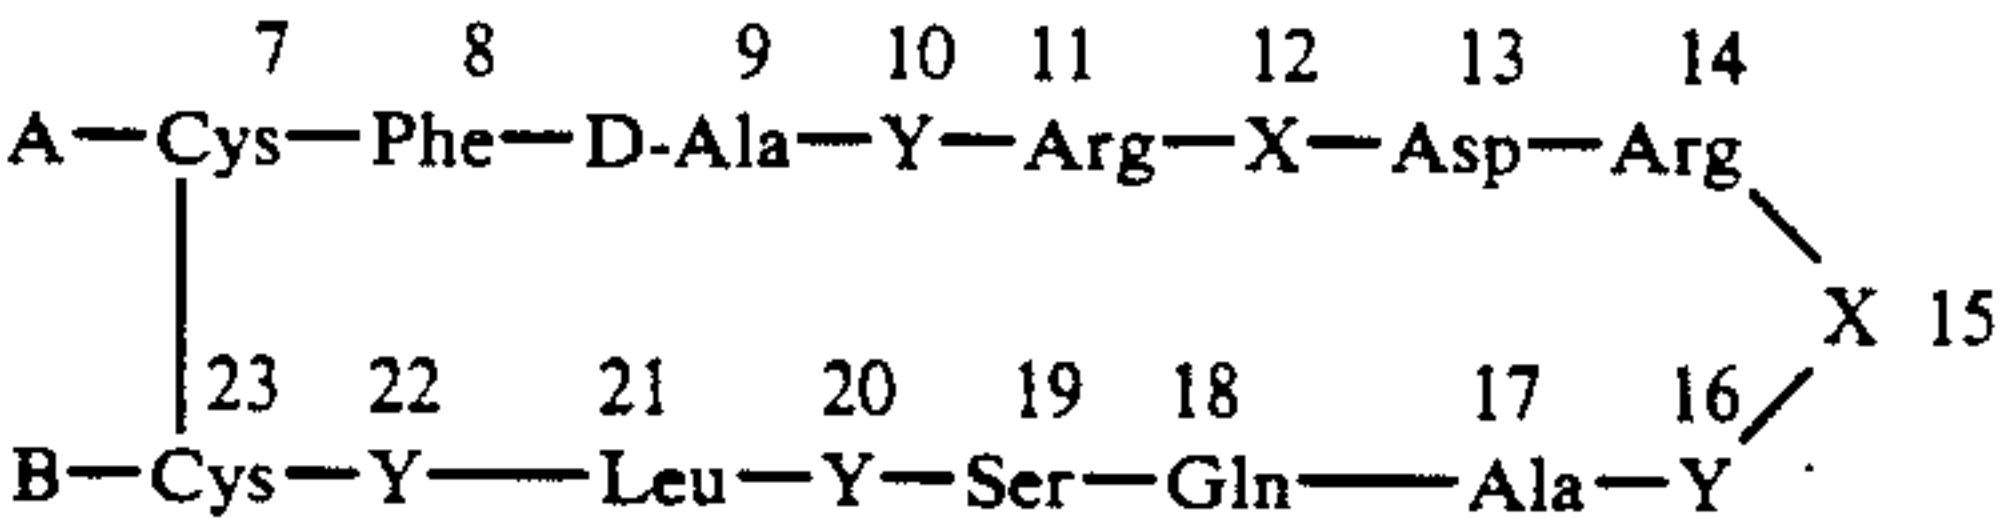 7 8 9 10 11 12 13 14
A—Cys—Phe—D-Ala—Y—Arg—X—Asp—Arg
X 15
23 22 21 20 19 18 17 16
B—Cys—Y—Leu—Y—Ser—Gln—Ala—Y